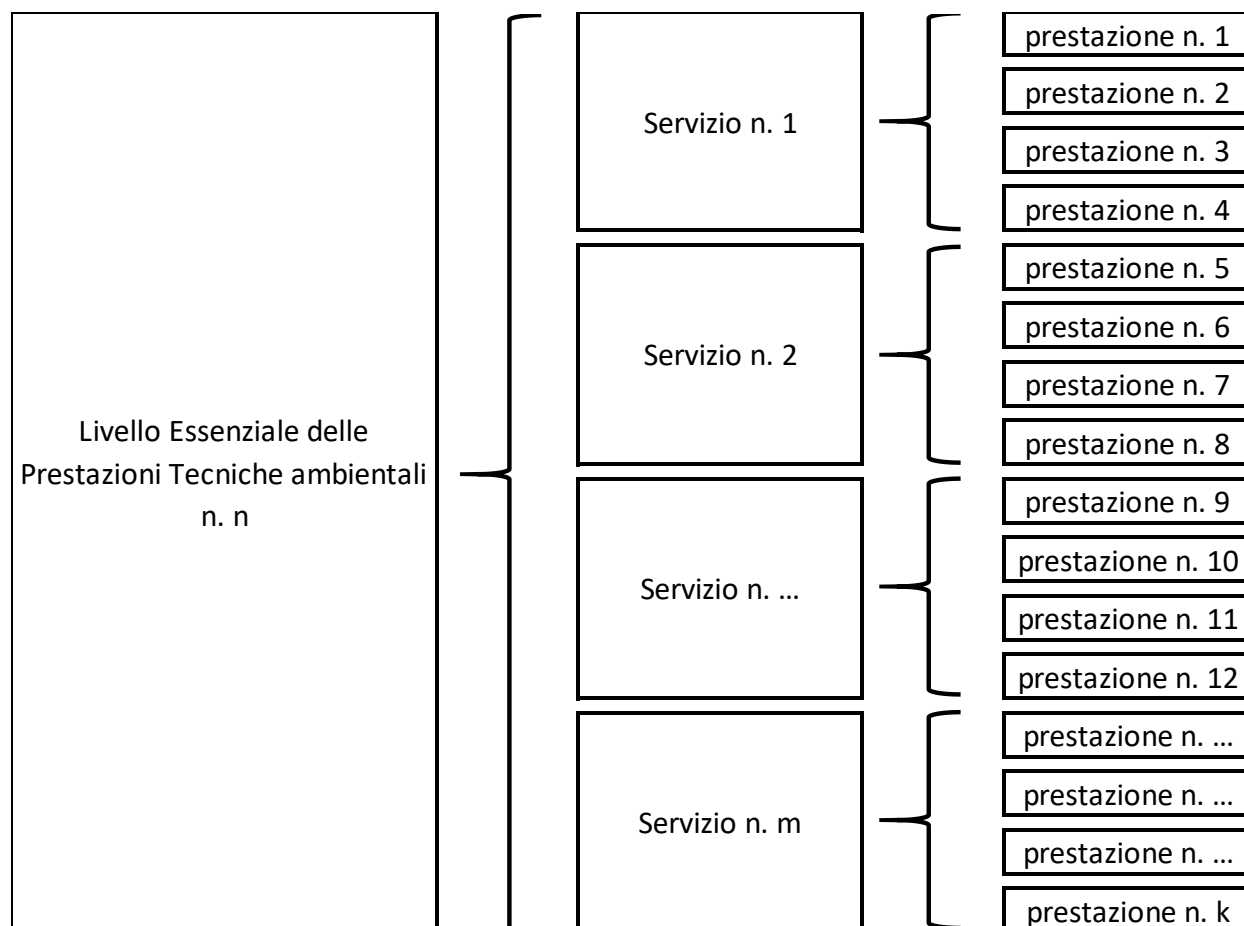 Livello Essenziale delle
Prestazioni Tecniche ambientali
n. n
Servizio n. 1
prestazione n. 1
prestazione n. 2
prestazione n. 3
prestazione n. 4
Servizio n. 2
prestazione n. 5
prestazione n. 6
prestazione n. 7
prestazione n. 8
Servizio n. ...
prestazione n. 9
prestazione n. 10
prestazione n. 11
prestazione n. 12
Servizio n. m
prestazione n. ...
prestazione n. ...
prestazione n. ...
prestazione n. k